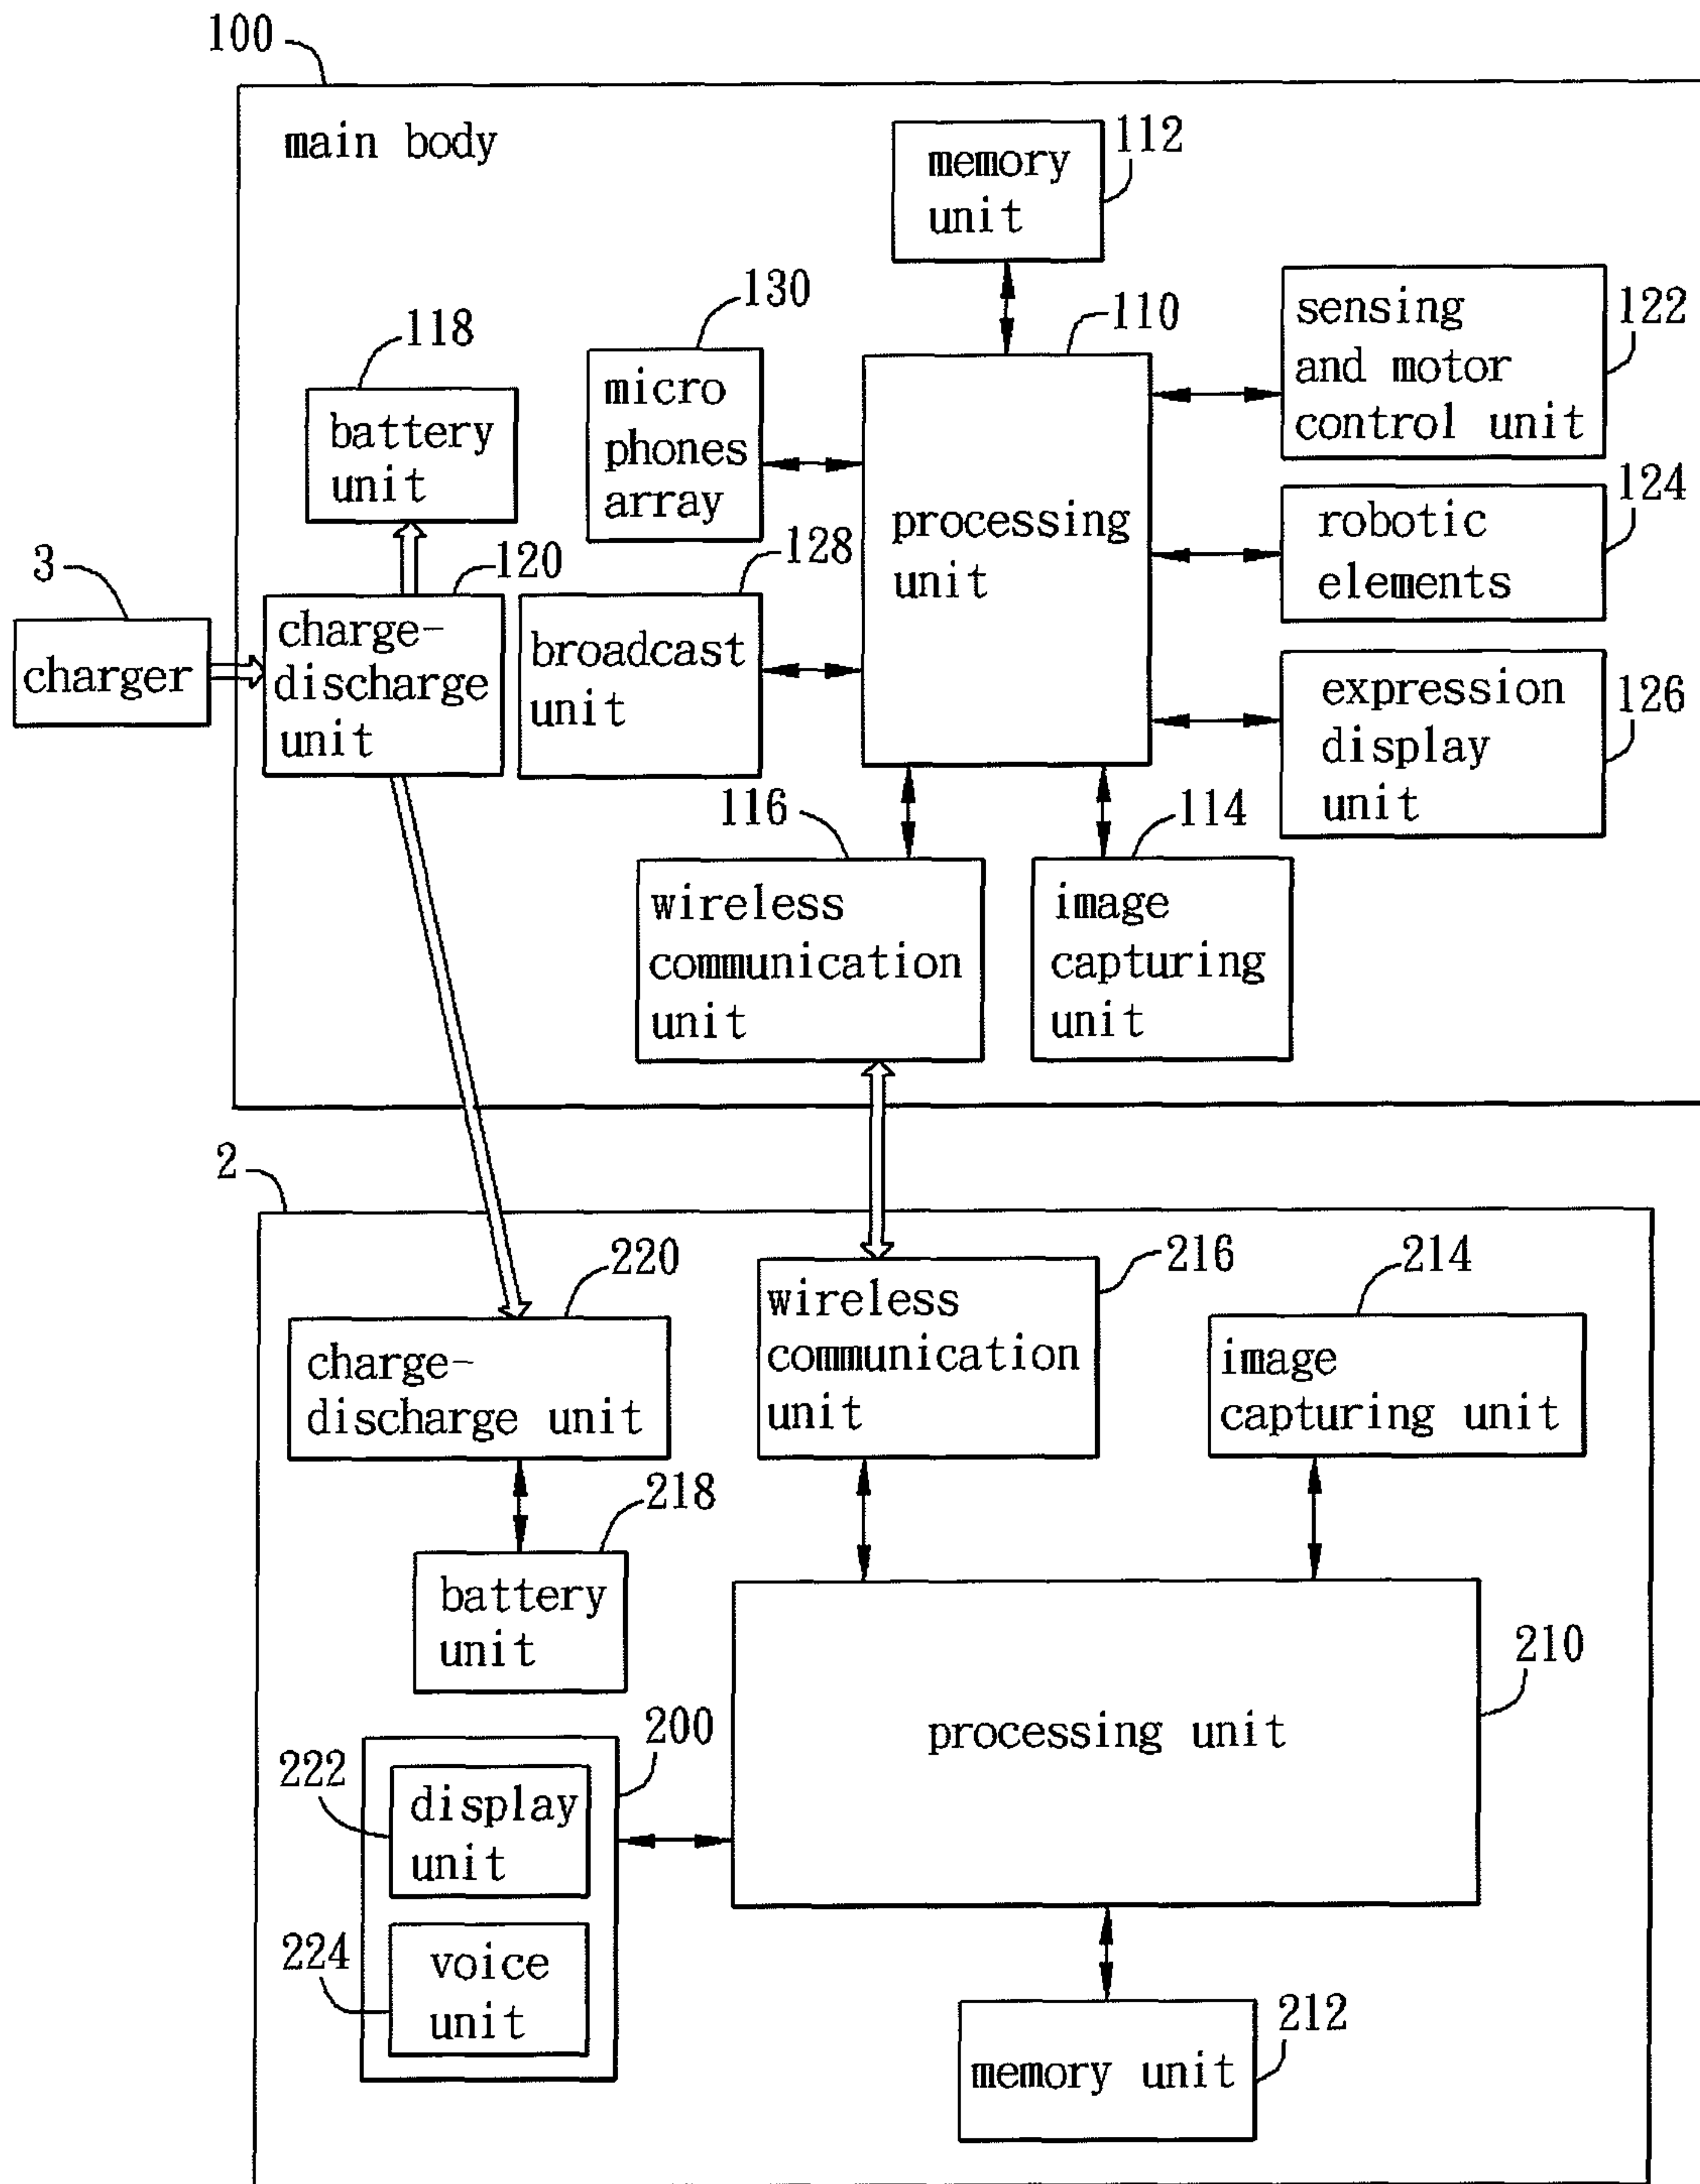 100
main body
memory
unit
112
130
110
sensing
and motor
control unit
122
118
micro
phones
array
battery
unit
processing
unit
124
robotic
elements
3
120
128
charger
charge-
discharge
unit
broadcast
unit
expression
display
unit
126
116
114
wireless
communication
unit
image
capturing
unit
2
220
216
214
charge-
discharge unit
wireless
communication
unit
image
capturing unit
218
battery
unit
210
processing unit
200
222
display
unit
224
voice
unit
212
memory unit